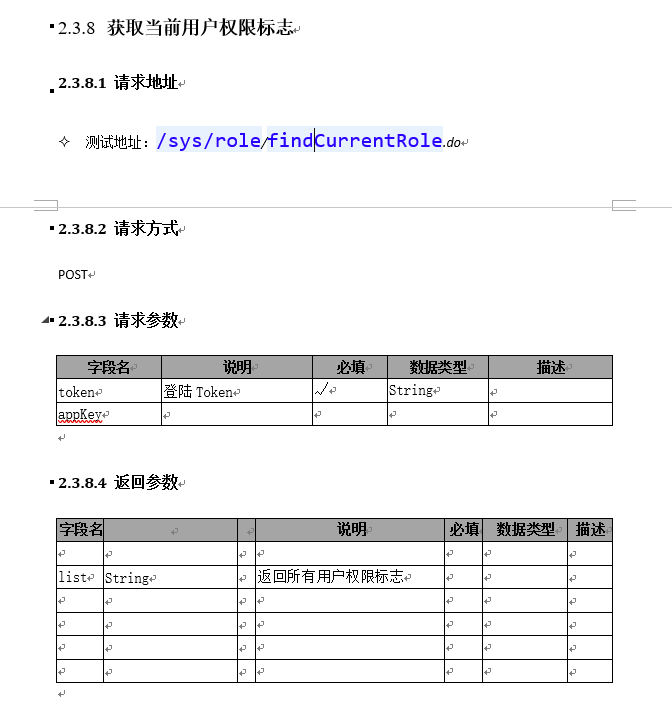 2.3.8 获取当前用户权限标志
2.3.8.1 请求地址
测试地址：/sys/role/findCurrentRole.do
2.3.8.2 请求方式
POST
2.3.8.3 请求参数
字段名 说明 必填 数据类型 描述
token 登陆 Token √ String
appKey
2.3.8.4 返回参数
字段名 说明 必填 数据类型 描述
list String 返回所有用户权限标志